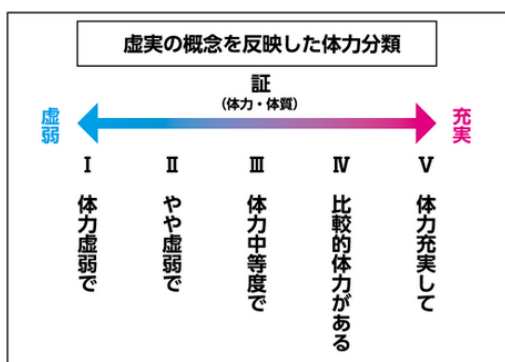 虚実の概念を反映した体力分類
証
(体力・体質)
虚弱
充実
Ⅰ 体力虚弱で
Ⅱ やや虚弱で
Ⅲ 体力中等度で
Ⅳ 比較的体力がある
Ⅴ 体力充実して